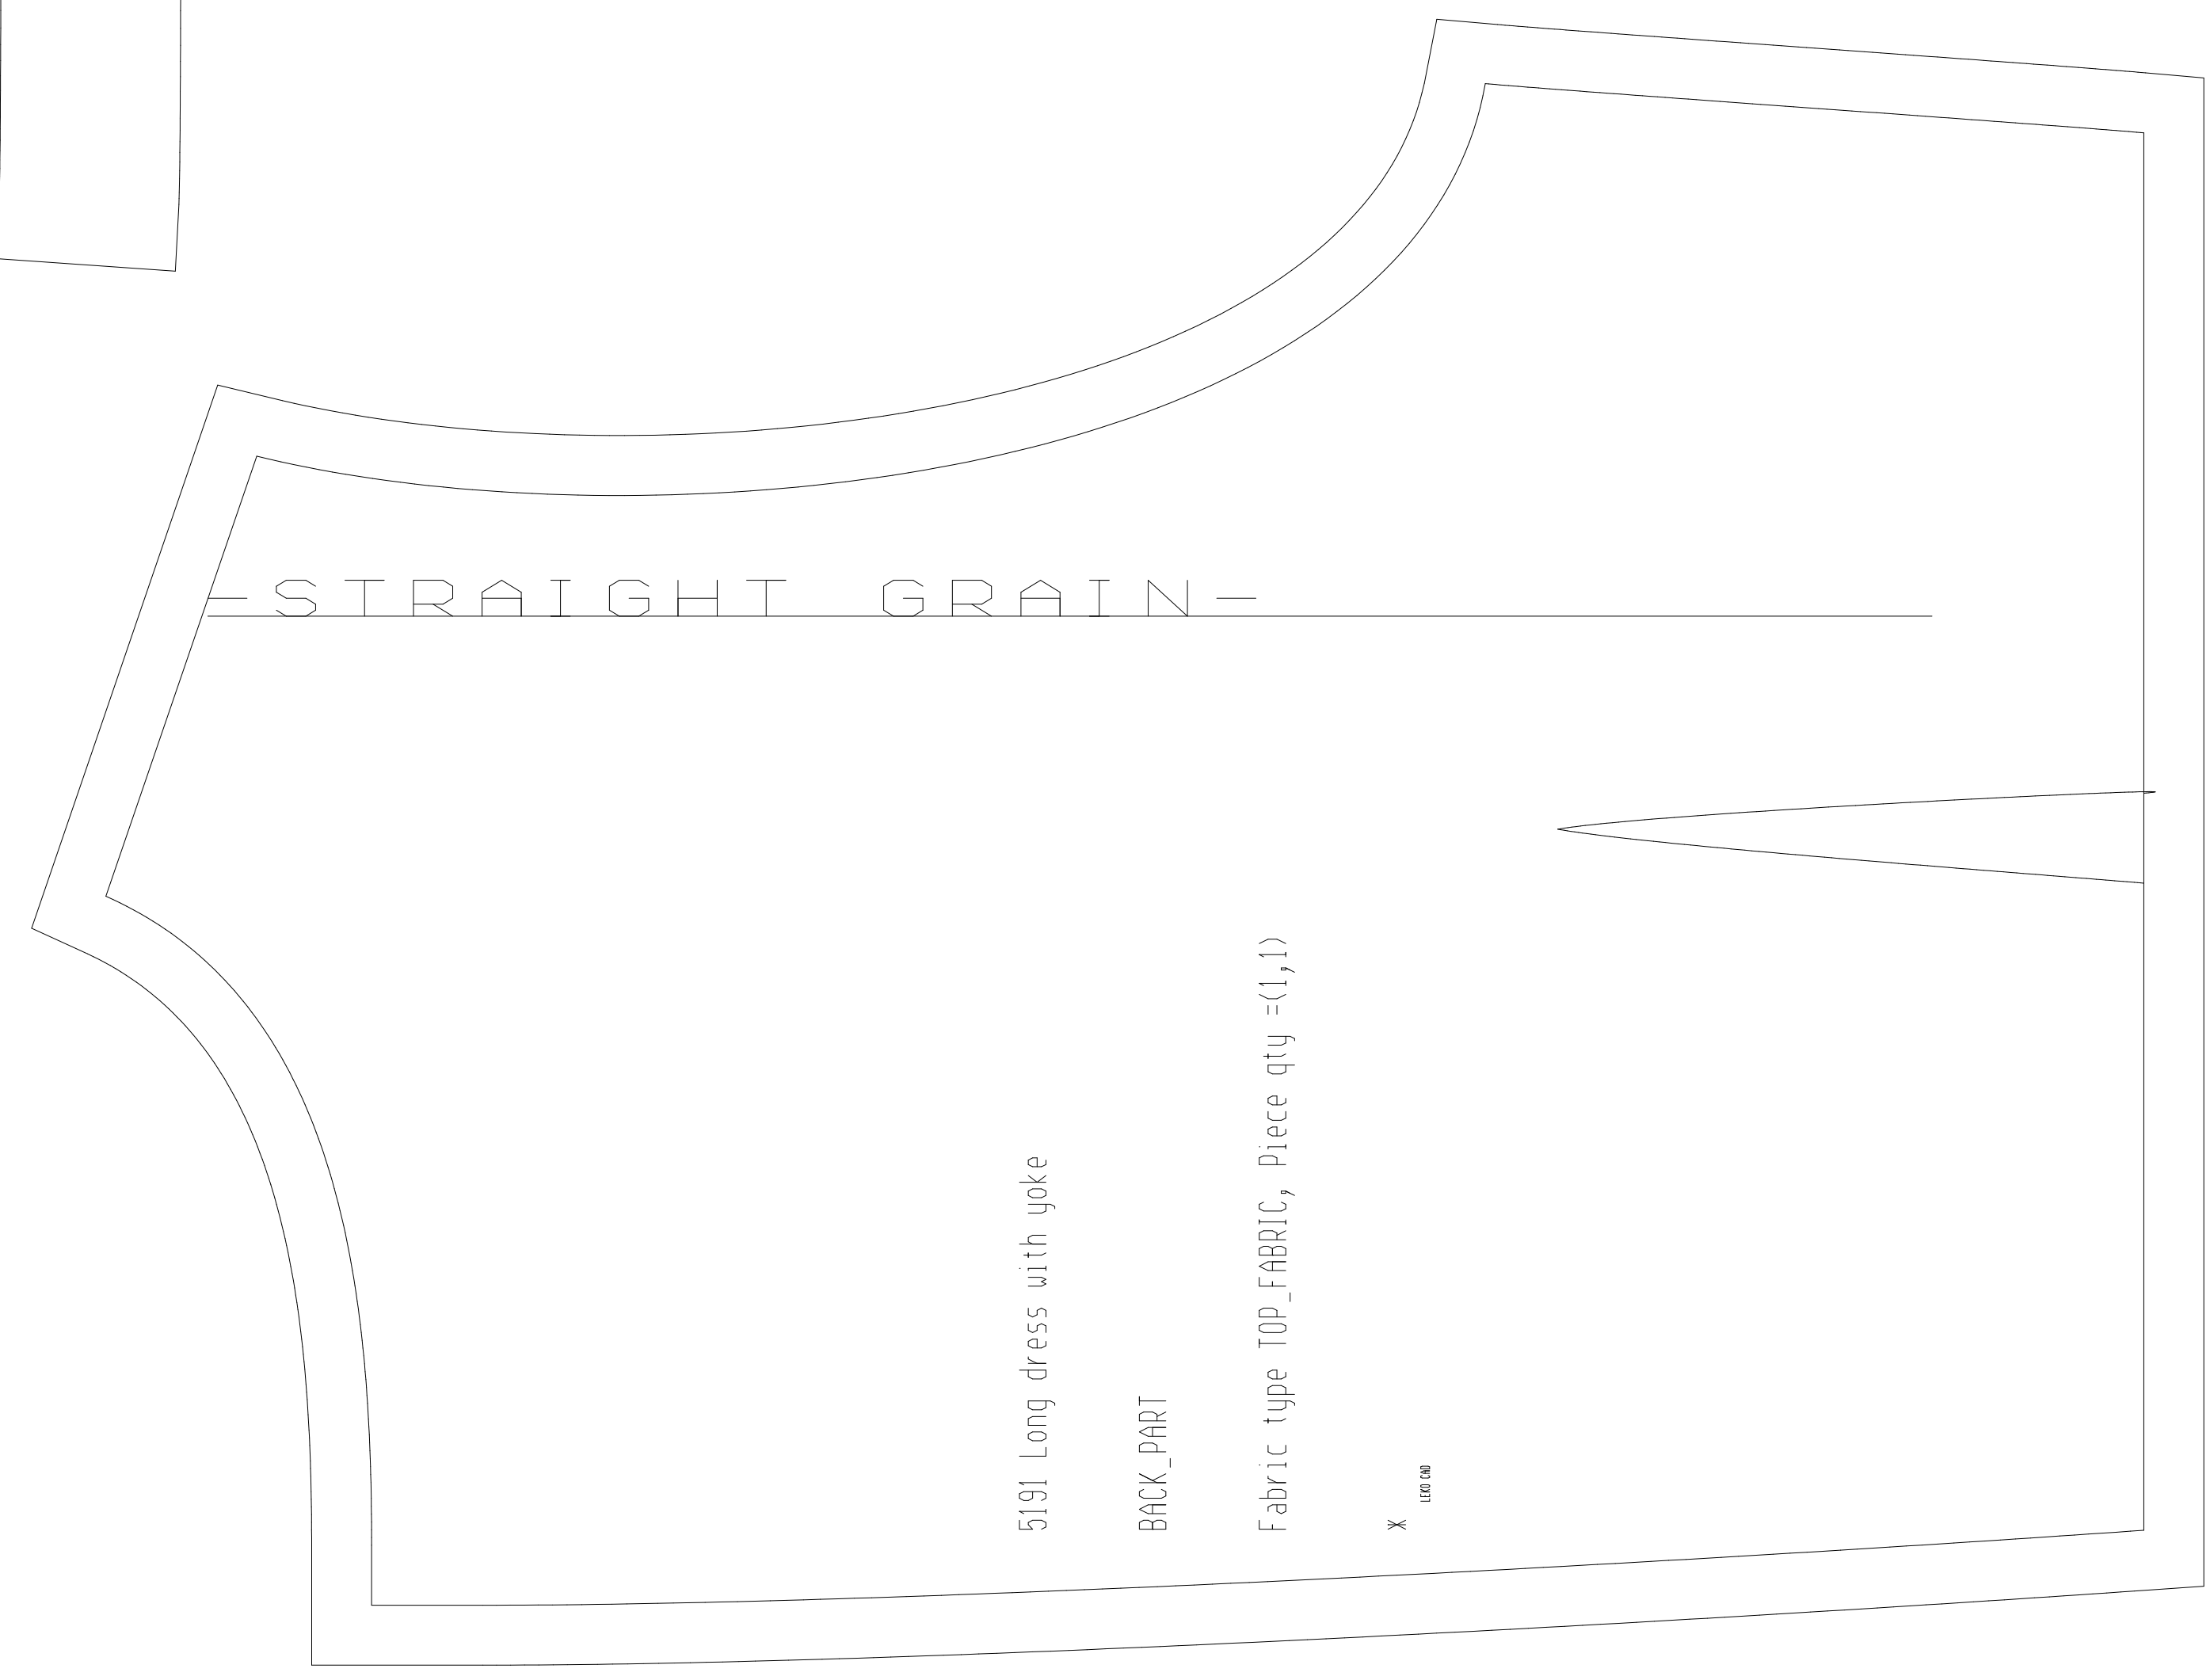 -STRAIGHT GRAIN-
5191 Long dress with yoke
BACK_PART
Fabric type TOP_FABRIC, Piece qty =(1,1)
X
LEKO CAD